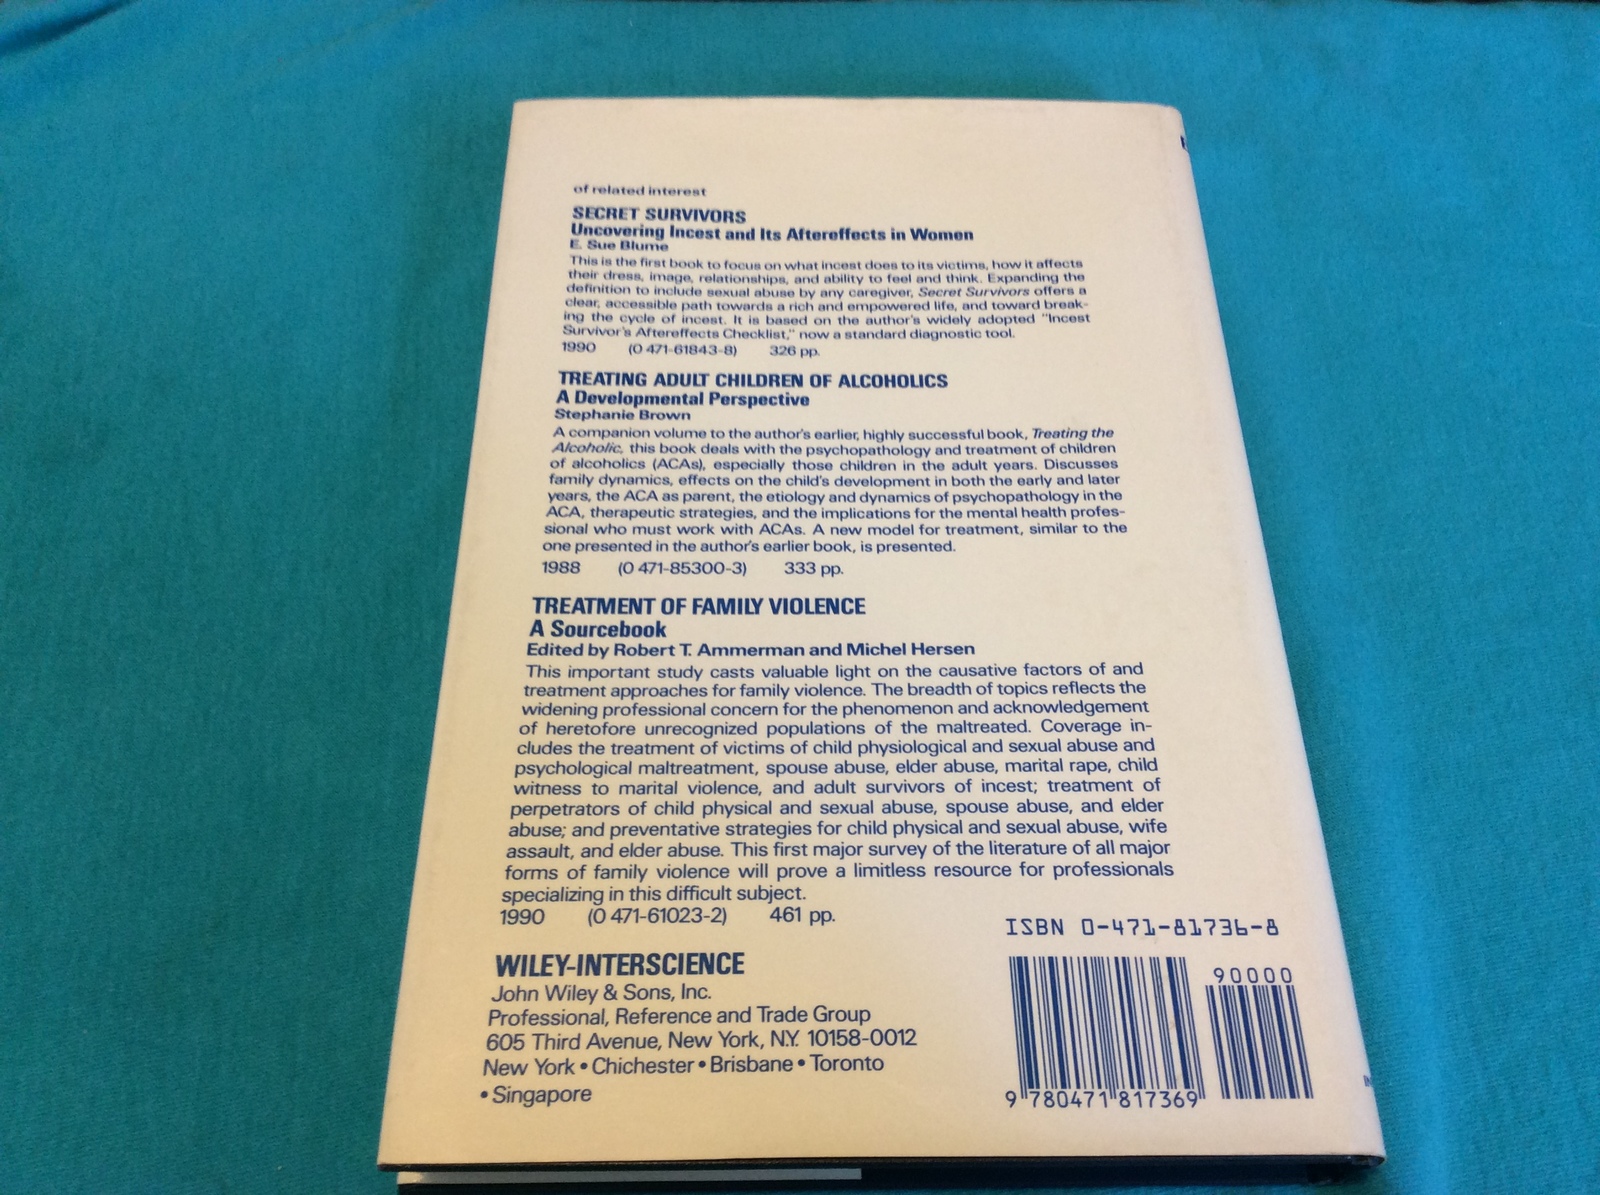 of related interest
SECRET SURVIVORS
Uncovering Incest and Its Aftereffects in Women
E. Sue Blume
This is the first book to focus on what incest does to its victims, how it affects
their dress, image, relationships, and ability to feel and think. Expanding the
definition to include sexual abuse by any caregiver, Secret Survivors offers a
clear, accessible path towards a rich and empowered life, and toward break-
ing the cycle of incest. It is based on the author's widely adopted "Incest
Survivor's Aftereffects Checklist," now a standard diagnostic tool.
1990 (0 471-61843-8) 326 pp.
TREATING ADULT CHILDREN OF ALCOHOLICS
A Developmental Perspective
Stephanie Brown
A companion volume to the author's earlier, highly successful book, Treating the
Alcoholic, this book deals with the psychopathology and treatment of children
of alcoholics (ACAs), especially those children in the adult years. Discusses
family dynamics, effects on the child's development in both the early and later
years, the ACA as parent, the etiology and dynamics of psychopathology in the
ACA, therapeutic strategies, and the implications for the mental health profes-
sional who must work with ACAs. A new model for treatment, similar to the
one presented in the author's earlier book, is presented.
1988 (0 471-85300-3) 333 pp.
TREATMENT OF FAMILY VIOLENCE
A Sourcebook
Edited by Robert T. Ammerman and Michel Hersen
This important study casts valuable light on the causative factors of and
treatment approaches for family violence. The breadth of topics reflects the
widening professional concern for the phenomenon and acknowledgement
of heretofore unrecognized populations of the maltreated. Coverage in-
cludes the treatment of victims of child physiological and sexual abuse and
psychological maltreatment, spouse abuse, elder abuse, marital rape, child
witness to marital violence, and adult survivors of incest; treatment of
perpetrators of child physical and sexual abuse, spouse abuse, and elder
abuse; and preventative strategies for child physical and sexual abuse, wife
assault, and elder abuse. This first major survey of the literature of all major
forms of family violence will prove a limitless resource for professionals
specializing in this difficult subject.
1990 (0 471-61023-2) 461 pp.
WILEY-INTERSCIENCE
John Wiley & Sons, Inc.
Professional, Reference and Trade Group
605 Third Avenue, New York, N.Y. 10158-0012
New York • Chichester • Brisbane • Toronto
• Singapore
ISBN 0-471-81736-8
90000
9 780471 817369